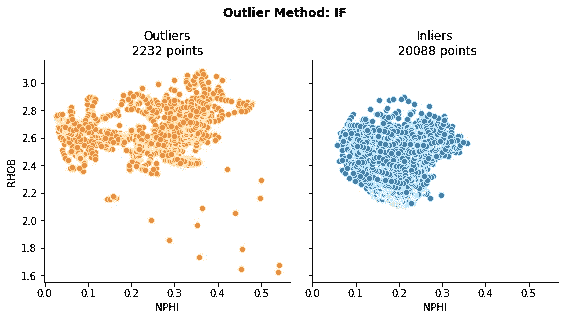 Outlier Method: IF
Outliers
2232 points
Inliers
20088 points
RHOB
3.0
2.8
2.6
2.4
2.2
2.0
1.8
1.6
0.0 0.1 0.2 0.3 0.4 0.5
NPHI
0.0 0.1 0.2 0.3 0.4 0.5
NPHI